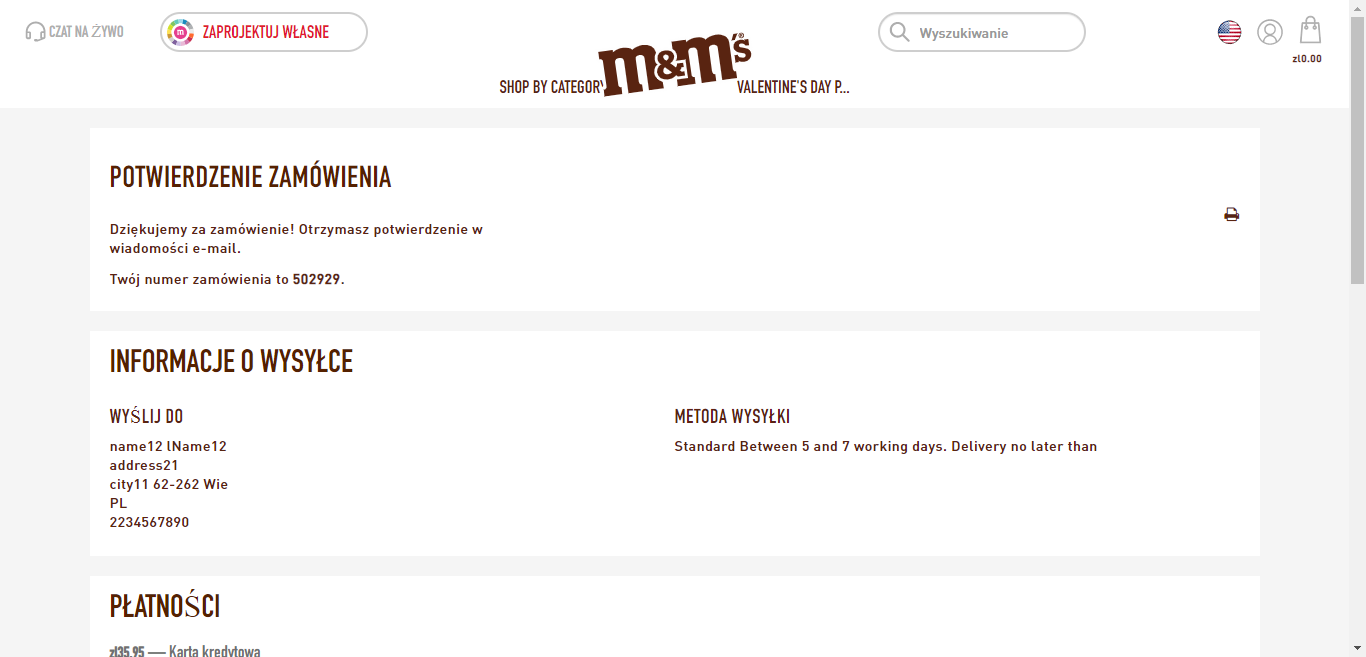 CZAT NA ŻYWO
m ZAPROJEKTUJ WŁASNE
m&m's®
Wyszukiwanie
zł0.00
SHOP BY CATEGORY
VALENTINE'S DAY P...
POTWIERDZENIE ZAMÓWIENIA
Dziękujemy za zamówienie! Otrzymasz potwierdzenie w
wiadomości e-mail.
Twój numer zamówienia to 502929.
INFORMACJE O WYSYŁCE
WYŚLIJ DO
name12 lName12
address21
city11 62-262 Wie
PL
2234567890
METODA WYSYŁKI
Standard Between 5 and 7 working days. Delivery no later than
PŁATNOŚCI
zł35.95 — Karta kredytowa